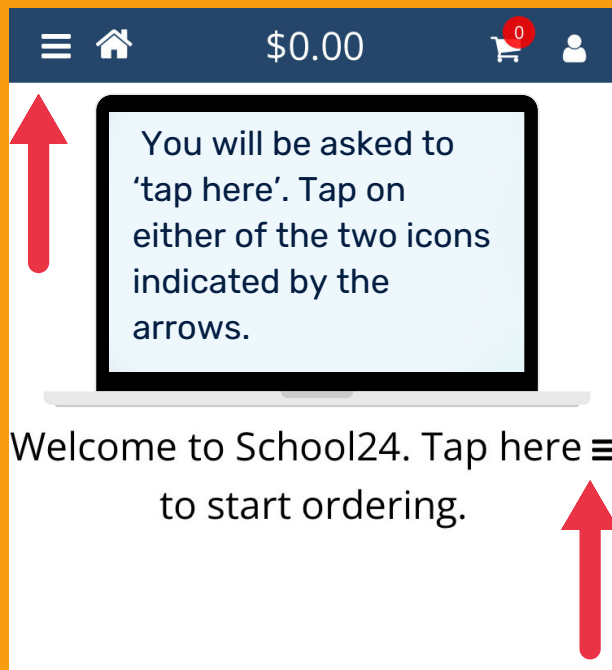 $0.00
0
You will be asked to
‘tap here’. Tap on
either of the two icons
indicated by the
arrows.
Welcome to School24. Tap here
to start ordering.